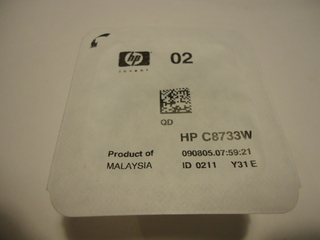 hp 02
invent
QD
HP C8733W
Product of 090805.07:59:21
MALAYSIA ID 0211 Y31 E